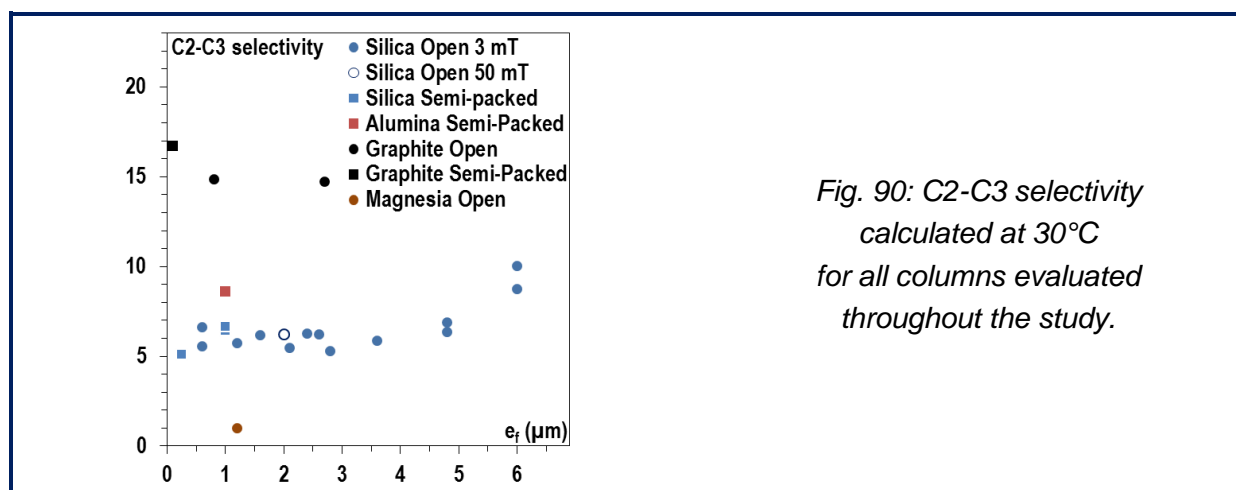 C2-C3 selectivity
Silica Open 3 mT
Silica Open 50 mT
Silica Semi-packed
Alumina Semi-Packed
Graphite Open
Graphite Semi-Packed
Magnesia Open
20
15
10
5
0
e_f (µm)
0 1 2 3 4 5 6
Fig. 90: C2-C3 selectivity
calculated at 30°C
for all columns evaluated
throughout the study.